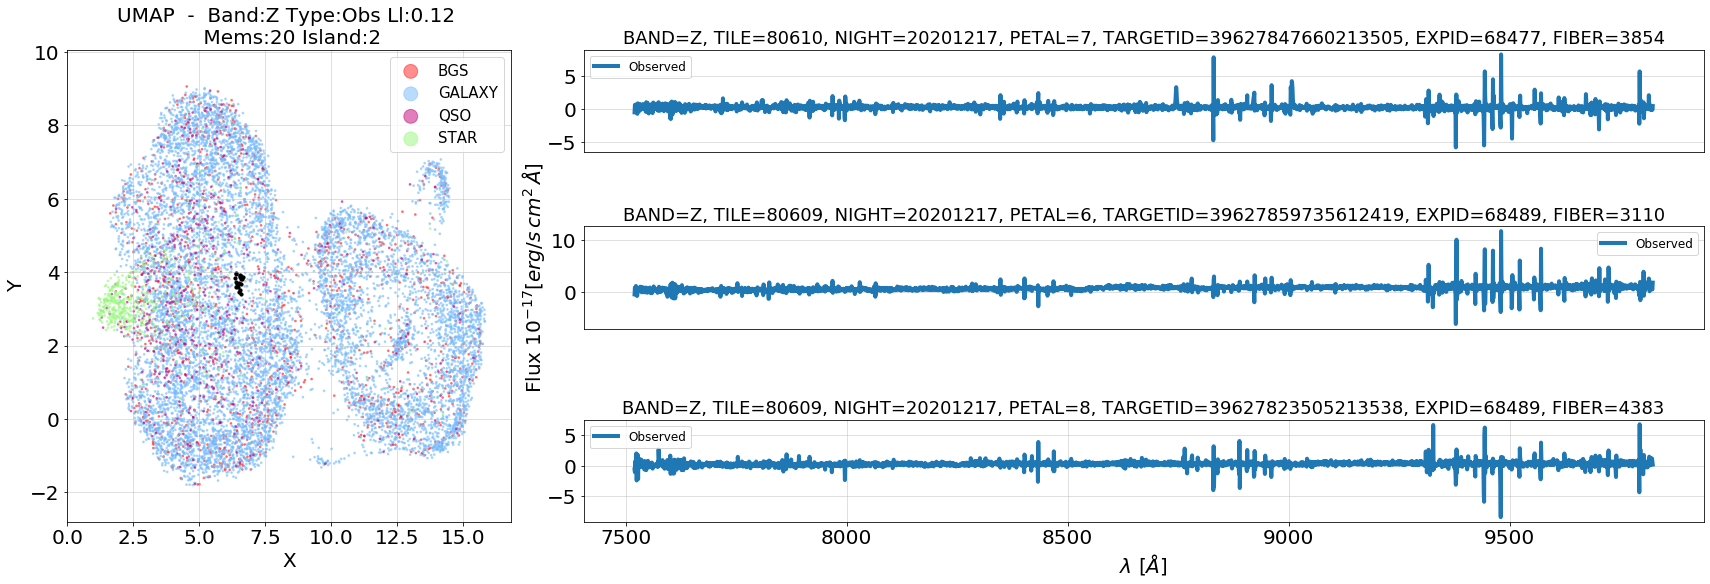 UMAP - Band:Z Type:Obs Ll:0.12
Mems:20 Island:2
10
8
6
4
2
0
−2
Y
0.0 2.5 5.0 7.5 10.0 12.5 15.0
X
BGS
GALAXY
QSO
STAR
Flux 10^{-17}[erg/s cm^2 Å]
BAND=Z, TILE=80610, NIGHT=20201217, PETAL=7, TARGETID=39627847660213505, EXPID=68477, FIBER=3854
Observed
5
0
−5
BAND=Z, TILE=80609, NIGHT=20201217, PETAL=6, TARGETID=39627859735612419, EXPID=68489, FIBER=3110
Observed
10
0
BAND=Z, TILE=80609, NIGHT=20201217, PETAL=8, TARGETID=39627823505213538, EXPID=68489, FIBER=4383
Observed
5
0
−5
7500 8000 8500 9000 9500
λ [Å]